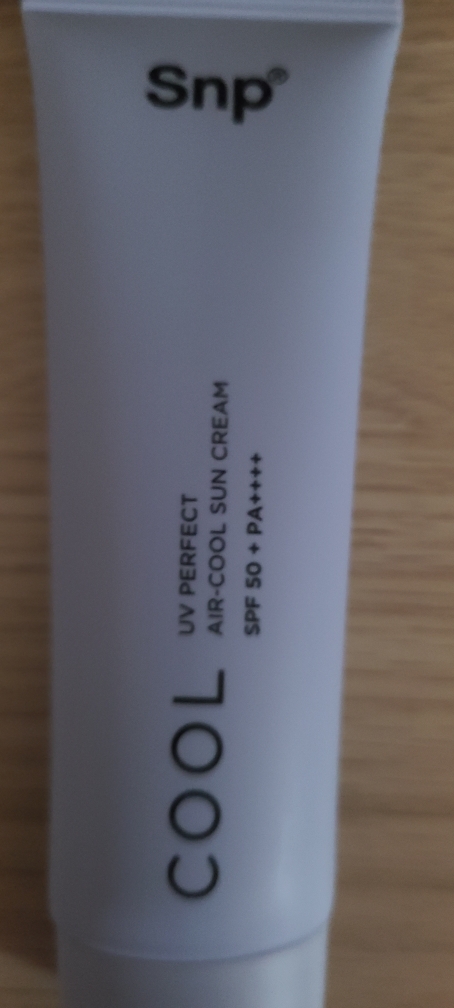 Snp®
COOL
UV PERFECT
AIR-COOL SUN CREAM
SPF 50 + PA++++